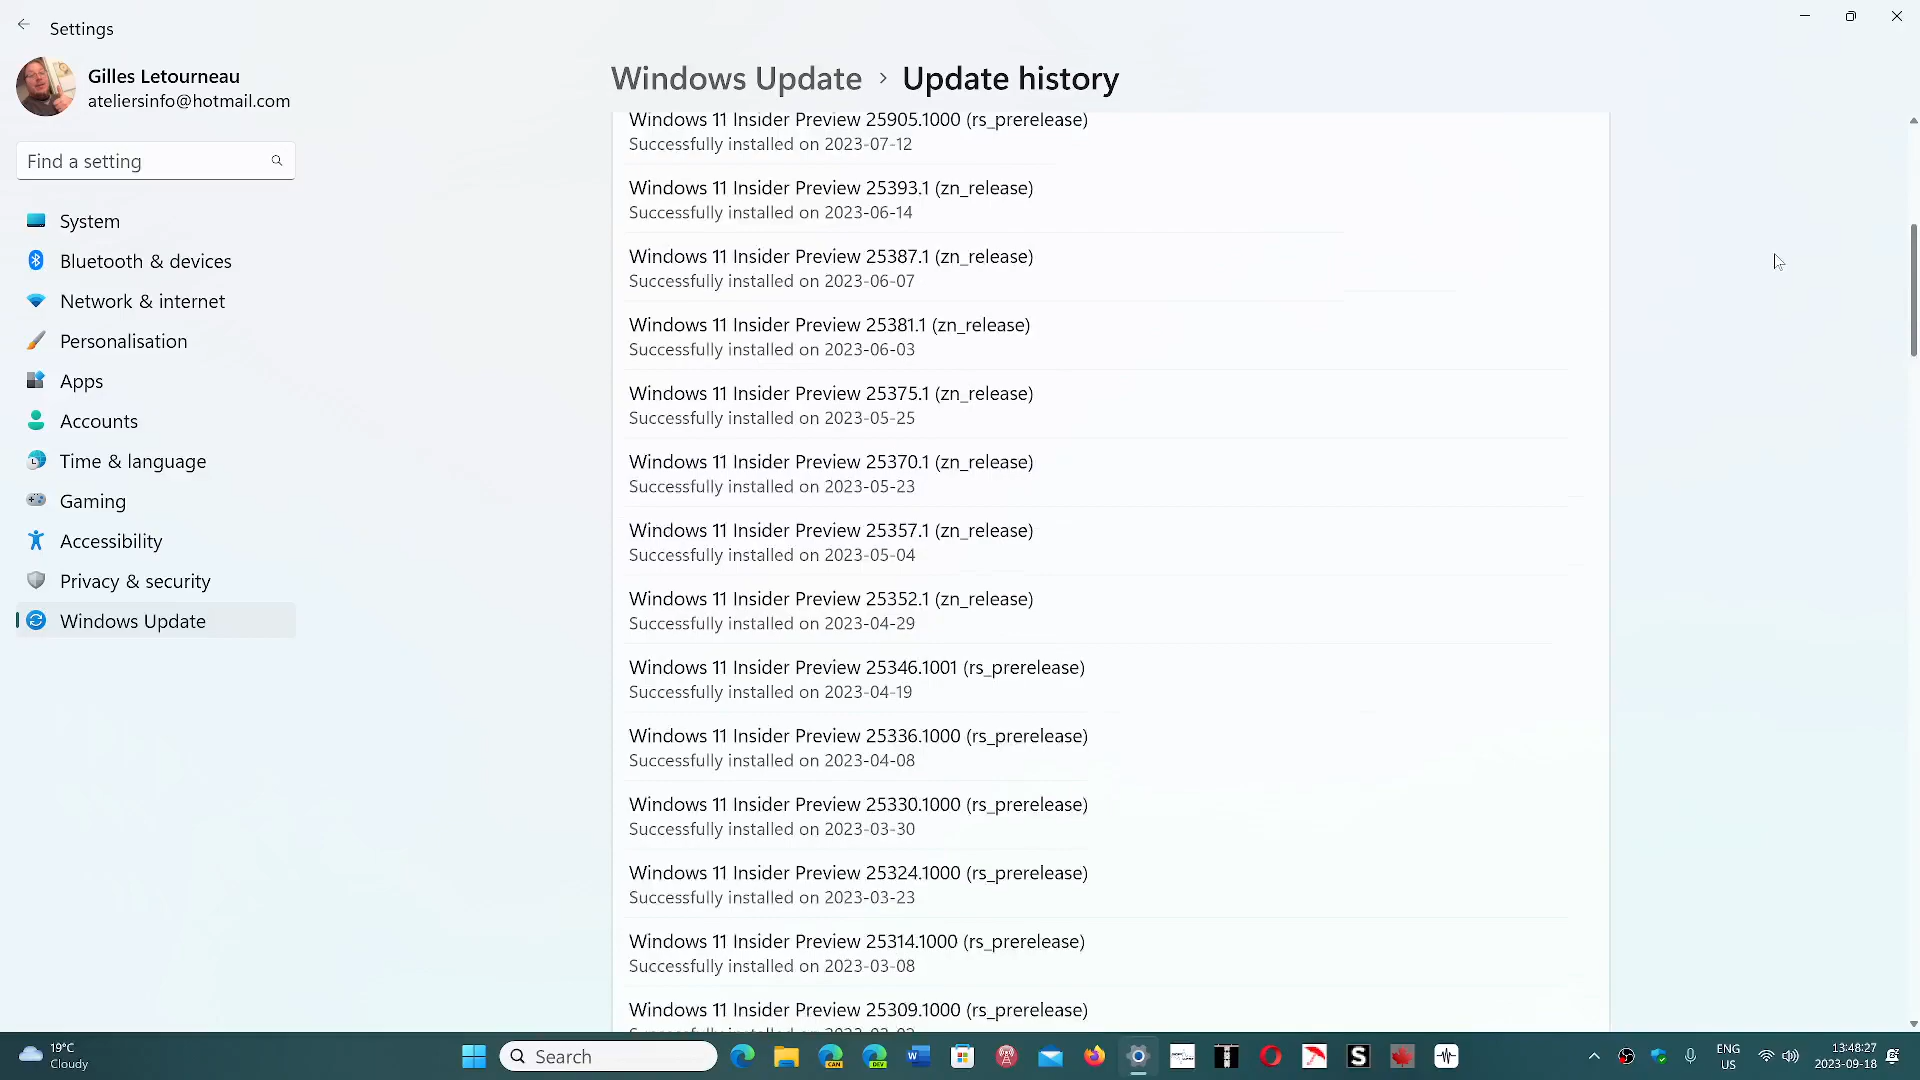 Settings
Gilles Letourneau
ateliersinfo@hotmail.com
Find a setting
System
Bluetooth & devices
Network & internet
Personalisation
Apps
Accounts
Time & language
Gaming
Accessibility
Privacy & security
Windows Update
Windows Update > Update history
Windows 11 Insider Preview 25905.1000 (rs_prerelease)
Successfully installed on 2023-07-12
Windows 11 Insider Preview 25393.1 (zn_release)
Successfully installed on 2023-06-14
Windows 11 Insider Preview 25387.1 (zn_release)
Successfully installed on 2023-06-07
Windows 11 Insider Preview 25381.1 (zn_release)
Successfully installed on 2023-06-03
Windows 11 Insider Preview 25375.1 (zn_release)
Successfully installed on 2023-05-25
Windows 11 Insider Preview 25370.1 (zn_release)
Successfully installed on 2023-05-23
Windows 11 Insider Preview 25357.1 (zn_release)
Successfully installed on 2023-05-04
Windows 11 Insider Preview 25352.1 (zn_release)
Successfully installed on 2023-04-29
Windows 11 Insider Preview 25346.1001 (rs_prerelease)
Successfully installed on 2023-04-19
Windows 11 Insider Preview 25336.1000 (rs_prerelease)
Successfully installed on 2023-04-08
Windows 11 Insider Preview 25330.1000 (rs_prerelease)
Successfully installed on 2023-03-30
Windows 11 Insider Preview 25324.1000 (rs_prerelease)
Successfully installed on 2023-03-23
Windows 11 Insider Preview 25314.1000 (rs_prerelease)
Successfully installed on 2023-03-08
Windows 11 Insider Preview 25309.1000 (rs_prerelease)
19°C
Cloudy
Search
CAN
DEV
W
S
ENG
US
13:48:27
2023-09-18